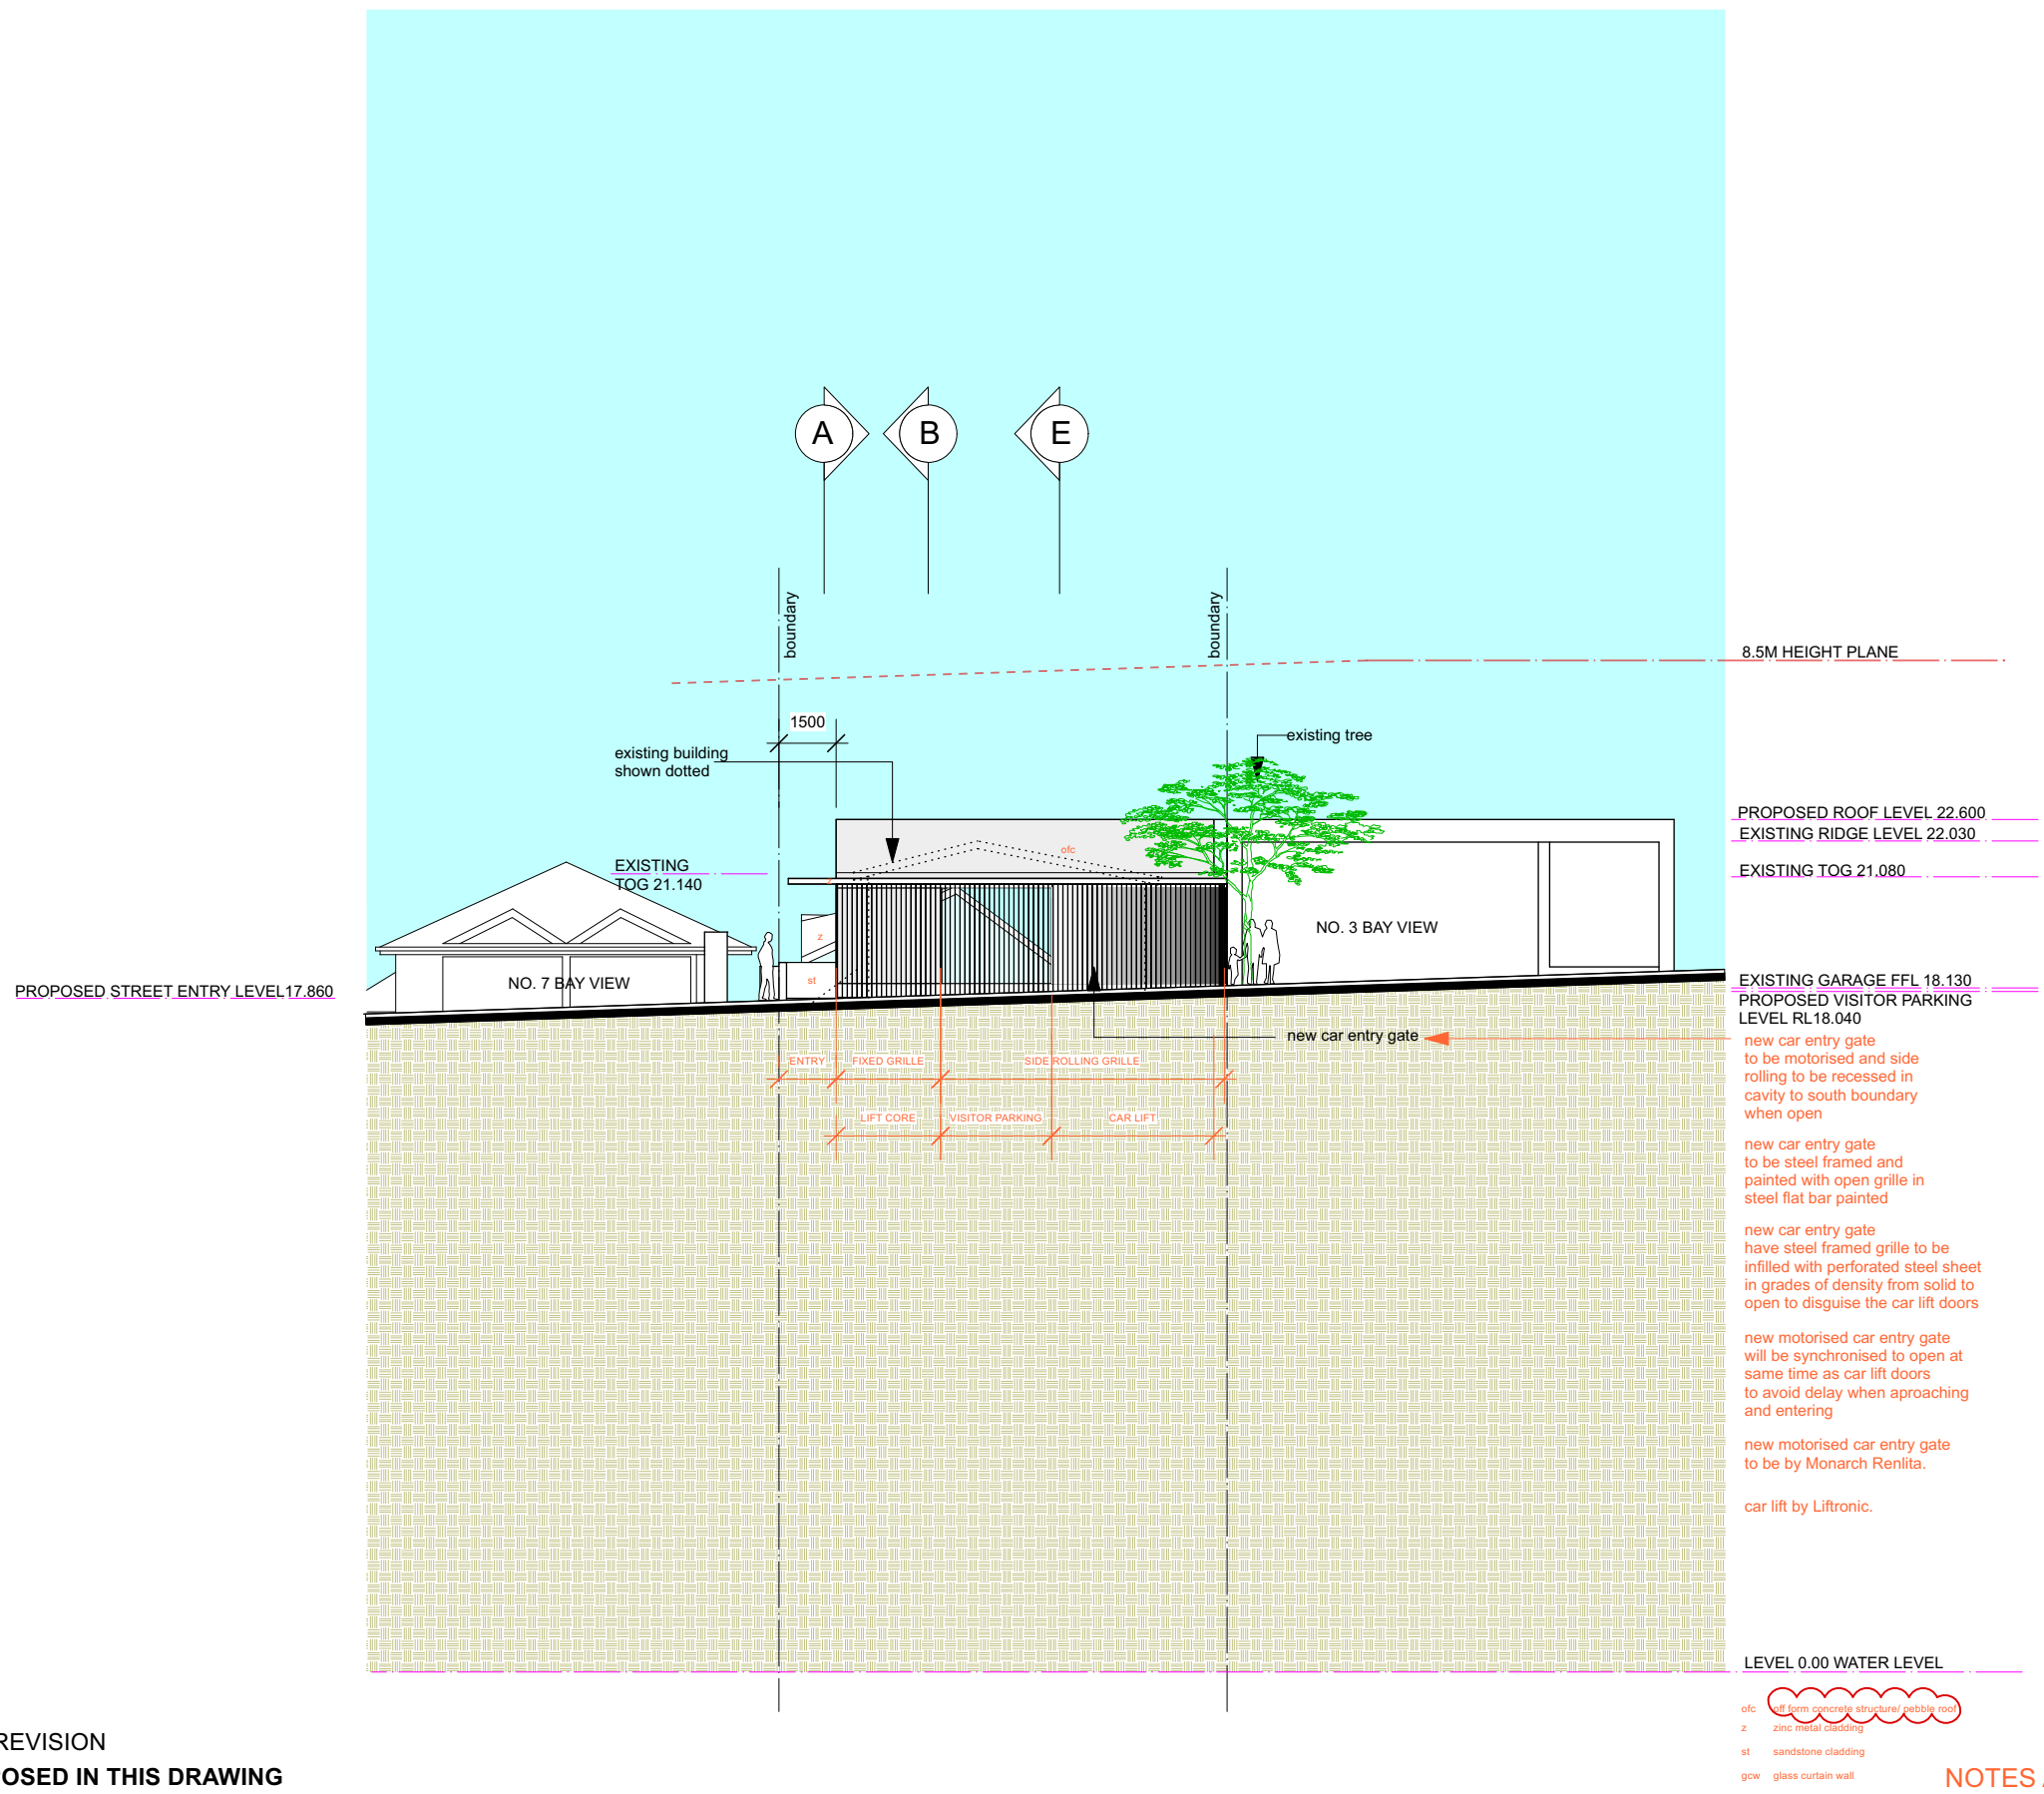 A
B
E
boundary
boundary
8.5M HEIGHT PLANE
1500
existing tree
existing building
shown dotted
PROPOSED ROOF LEVEL 22.600
EXISTING RIDGE LEVEL 22.030
ofc
EXISTING
TOG 21.140
EXISTING TOG 21.080
z
z
NO. 3 BAY VIEW
st
NO. 7 BAY VIEW
PROPOSED STREET ENTRY LEVEL17.860
EXISTING GARAGE FFL 18.130
PROPOSED VISITOR PARKING
LEVEL RL18.040
new car entry gate
ENTRY
FIXED GRILLE
SIDE ROLLING GRILLE
LIFT CORE
VISITOR PARKING
CAR LIFT
new car entry gate
to be motorised and side
rolling to be recessed in
cavity to south boundary
when open
new car entry gate
to be steel framed and
painted with open grille in
steel flat bar painted
new car entry gate
have steel framed grille to be
infilled with perforated steel sheet
in grades of density from solid to
open to disguise the car lift doors
new motorised car entry gate
will be synchronised to open at
same time as car lift doors
to avoid delay when aproaching
and entering
new motorised car entry gate
to be by Monarch Renlita.
car lift by Liftronic.
LEVEL 0.00 WATER LEVEL
ofc off form concrete structure/ pebble roof
z zinc metal cladding
st sandstone cladding
gcw glass curtain wall
REVISION
OSED IN THIS DRAWING
NOTES